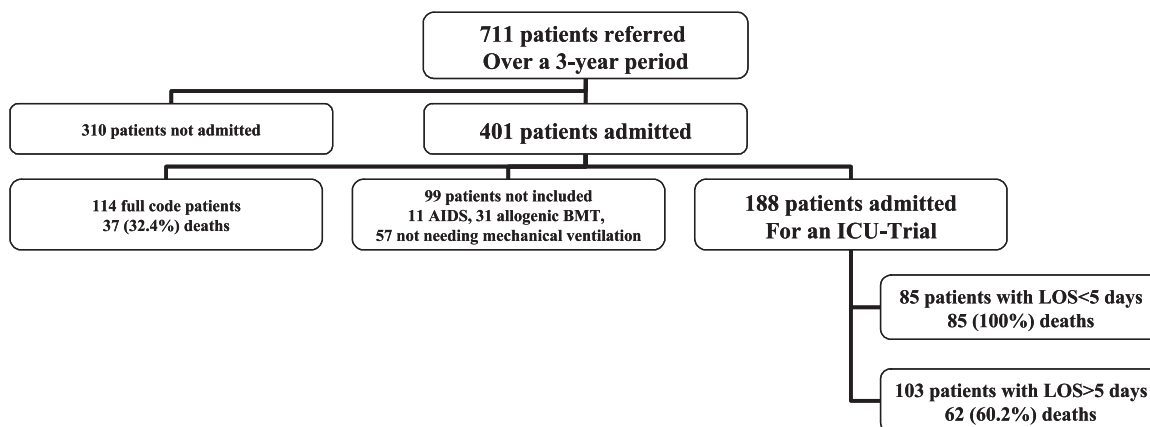 711 patients referred
Over a 3-year period
310 patients not admitted
401 patients admitted
114 full code patients
37 (32.4%) deaths
99 patients not included
11 AIDS, 31 allogenic BMT,
57 not needing mechanical ventilation
188 patients admitted
For an ICU-Trial
85 patients with LOS<5 days
85 (100%) deaths
103 patients with LOS>5 days
62 (60.2%) deaths